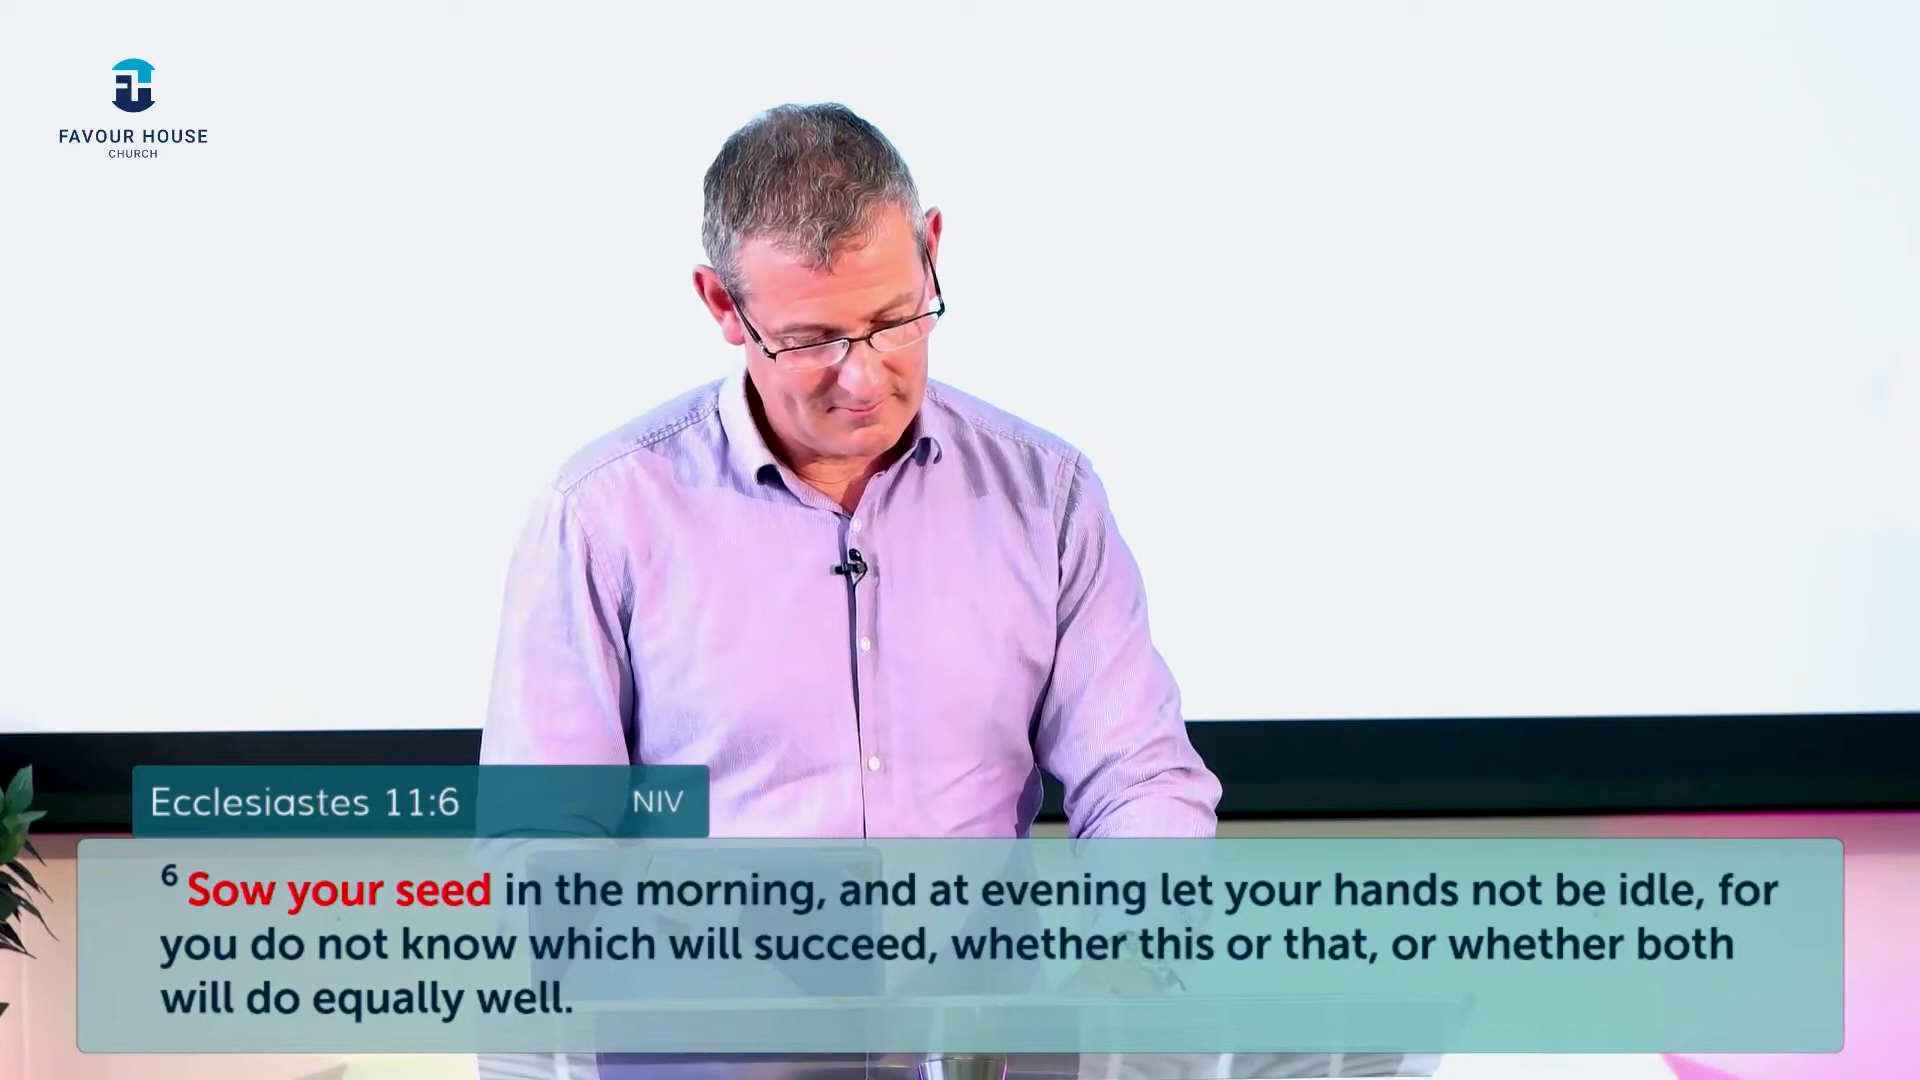 FAVOUR HOUSE
CHURCH
Ecclesiastes 11:6 NIV
6 Sow your seed in the morning, and at evening let your hands not be idle, for
you do not know which will succeed, whether this or that, or whether both
will do equally well.